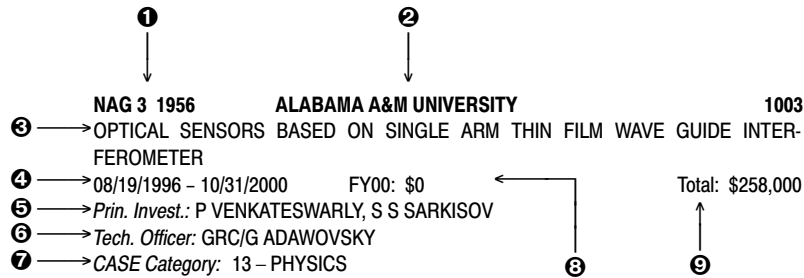 ❶ ❷
NAG 3 1956 ALABAMA A&M UNIVERSITY 1003
❸ OPTICAL SENSORS BASED ON SINGLE ARM THIN FILM WAVE GUIDE INTER-
FEROMETER
❹ 08/19/1996 – 10/31/2000 FY00: $0 Total: $258,000
❺ Prin. Invest.: P VENKATESWARLY, S S SARKISOV
❻ Tech. Officer: GRC/G ADAWOVSKY
❼ CASE Category: 13 – PHYSICS ❽ ❾